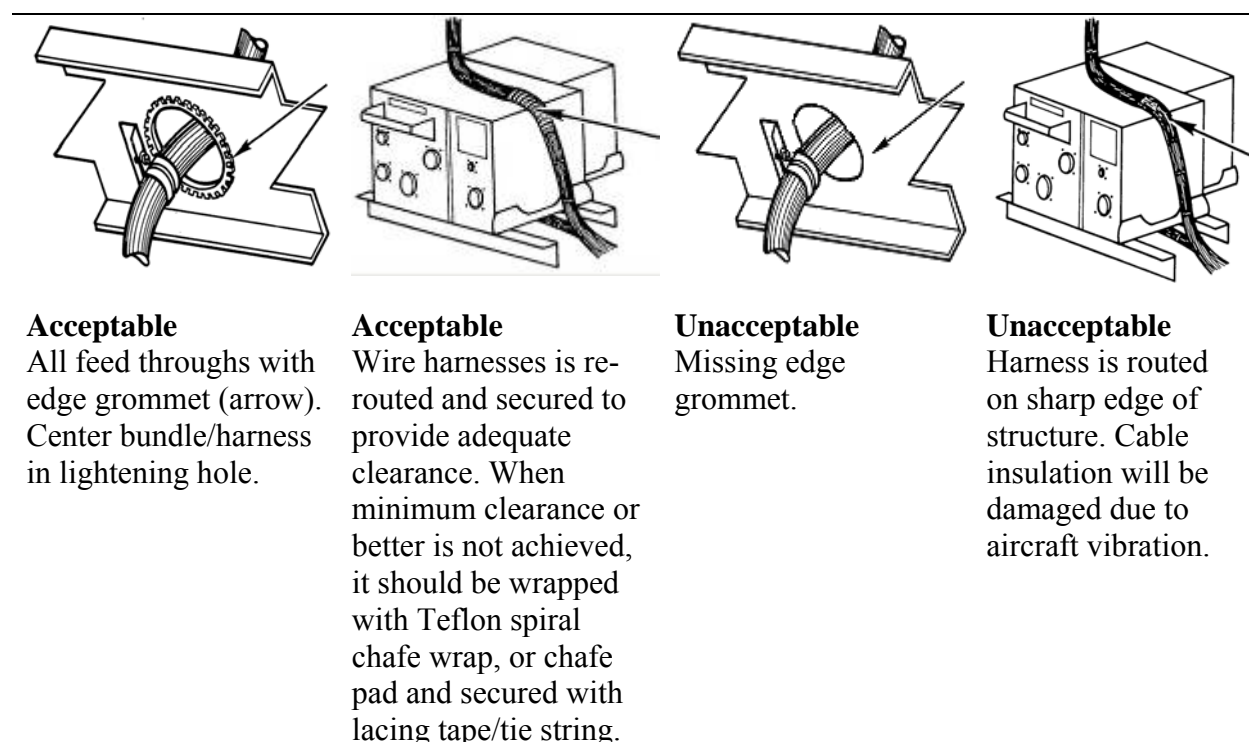 Acceptable
All feed throughs with
edge grommet (arrow).
Center bundle/harness
in lightening hole.
Acceptable
Wire harnesses is re-
routed and secured to
provide adequate
clearance. When
minimum clearance or
better is not achieved,
it should be wrapped
with Teflon spiral
chafe wrap, or chafe
pad and secured with
lacing tape/tie string.
Unacceptable
Missing edge
grommet.
Unacceptable
Harness is routed
on sharp edge of
structure. Cable
insulation will be
damaged due to
aircraft vibration.